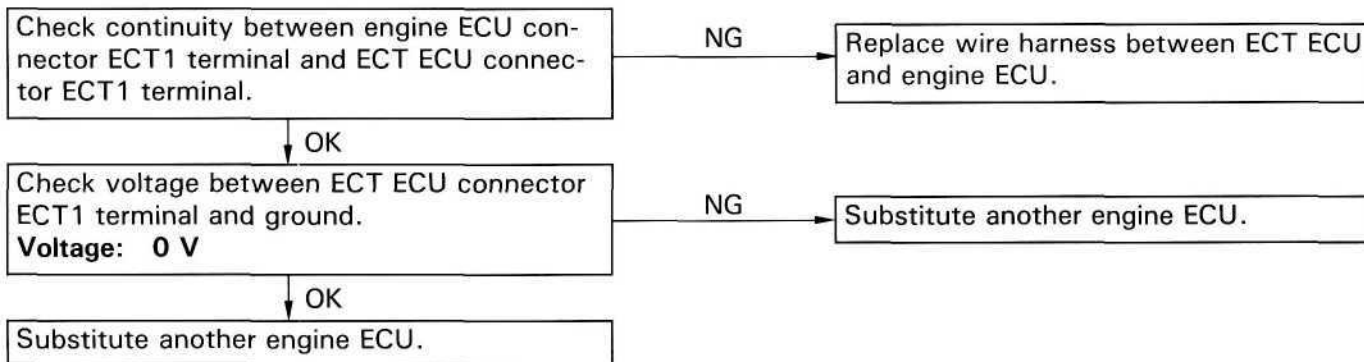 Check continuity between engine ECU con-
nector ECT1 terminal and ECT ECU connec-
tor ECT1 terminal.
NG
Replace wire harness between ECT ECU
and engine ECU.
OK
Check voltage between ECT ECU connector
ECT1 terminal and ground.
Voltage: 0 V
NG
Substitute another engine ECU.
OK
Substitute another engine ECU.